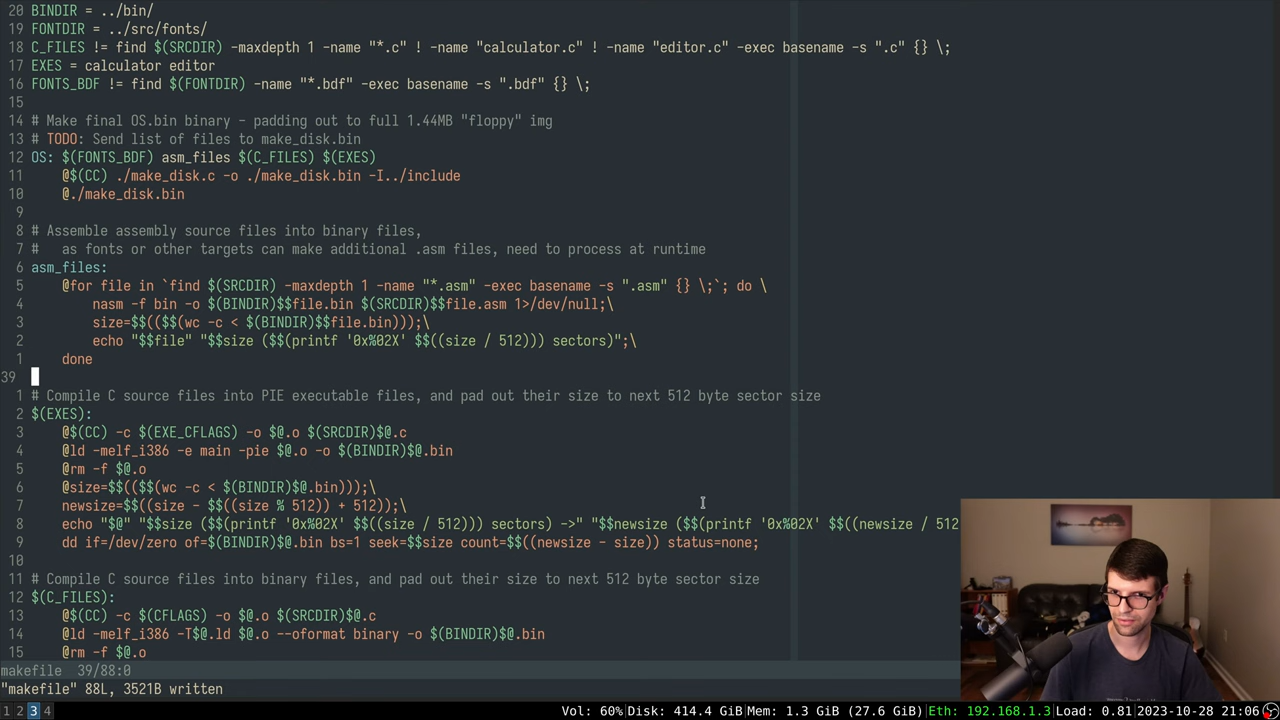 20 BINDIR = ../bin/
19 FONTDIR = ../src/fonts/
18 C_FILES != find $(SRCDIR) -maxdepth 1 -name "*.c" ! -name "calculator.c" ! -name "editor.c" -exec basename -s ".c" {} \;
17 EXES = calculator editor
16 FONTS_BDF != find $(FONTDIR) -name "*.bdf" -exec basename -s ".bdf" {} \;
15
14 # Make final OS.bin binary - padding out to full 1.44MB "floppy" img
13 # TODO: Send list of files to make_disk.bin
12 OS: $(FONTS_BDF) asm_files $(C_FILES) $(EXES)
11     @$(CC) ./make_disk.c -o ./make_disk.bin -I../include
10     @./make_disk.bin
9
8 # Assemble assembly source files into binary files,
7 #   as fonts or other targets can make additional .asm files, need to process at runtime
6 asm_files:
5     @for file in `find $(SRCDIR) -maxdepth 1 -name "*.asm" -exec basename -s ".asm" {} \;`; do \
4         nasm -f bin -o $(BINDIR)$$file.bin $(SRCDIR)$$file.asm 1>/dev/null;\
3         size=$$(($$(wc -c < $(BINDIR)$$file.bin)));\
2         echo "$$file" "$$size ($$(printf '0x%02X' $$((size / 512))) sectors)";\
1     done
39
1 # Compile C source files into PIE executable files, and pad out their size to next 512 byte sector size
2 $(EXES):
3     @$(CC) -c $(EXE_CFLAGS) -o $@.o $(SRCDIR)$@.c
4     @ld -melf_i386 -e main -pie $@.o -o $(BINDIR)$@.bin
5     @rm -f $@.o
6     @size=$$(($$(wc -c < $(BINDIR)$@.bin)));\
7     newsize=$$((size - $$((size % 512)) + 512));\
8     echo "$@" "$$size ($$(printf '0x%02X' $$((size / 512))) sectors) ->" "$$newsize ($$(printf '0x%02X' $$((newsize / 512
9     dd if=/dev/zero of=$(BINDIR)$@.bin bs=1 seek=$$size count=$$((newsize - size)) status=none;
10
11 # Compile C source files into binary files, and pad out their size to next 512 byte sector size
12 $(C_FILES):
13     @$(CC) -c $(CFLAGS) -o $@.o $(SRCDIR)$@.c
14     @ld -melf_i386 -T$@.ld $@.o --oformat binary -o $(BINDIR)$@.bin
15     @rm -f $@.o
makefile  39/88:0
"makefile" 88L, 3521B written
1 2 3 4 Vol: 60%|Disk: 414.4 GiB|Mem: 1.3 GiB (27.6 GiB)|Eth: 192.168.1.3|Load: 0.81|2023-10-28 21:06